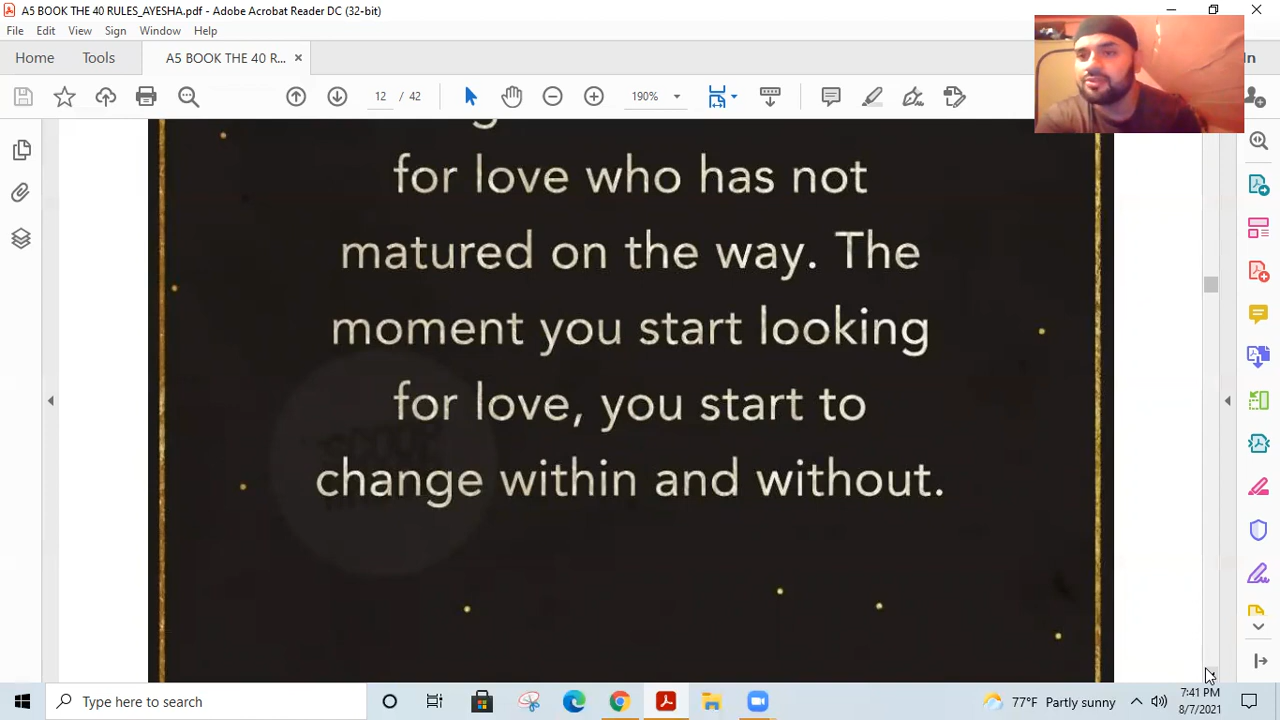 A5 BOOK THE 40 RULES_AYESHA.pdf - Adobe Acrobat Reader DC (32-bit)
File Edit View Sign Window Help
Home Tools A5 BOOK THE 40 R... ×
12 / 42 190%
for love who has not
matured on the way. The
moment you start looking
for love, you start to
change within and without.
Type here to search
77°F Partly sunny
7:41 PM
8/7/2021